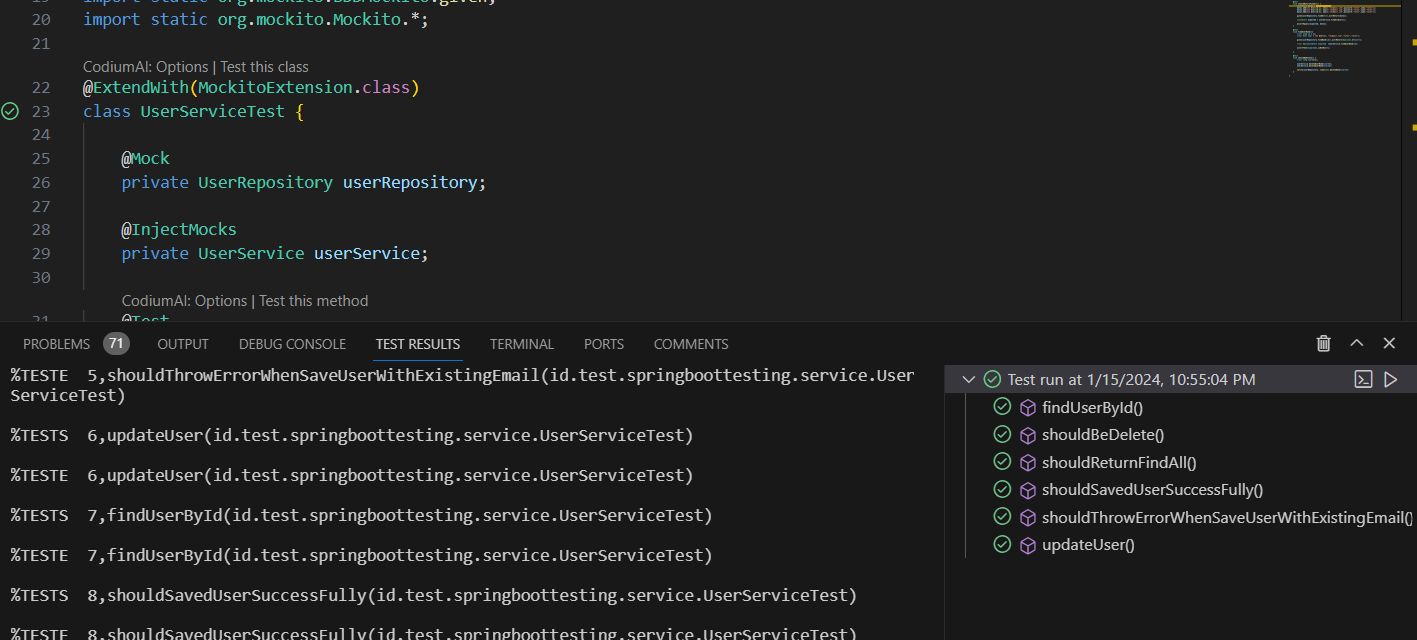 import static org.mockito.BDDMockito.given;
20 import static org.mockito.Mockito.*;
21
CodiumAI: Options | Test this class
22 @ExtendWith(MockitoExtension.class)
23 class UserServiceTest {
24
25 @Mock
26 private UserRepository userRepository;
27
28 @InjectMocks
29 private UserService userService;
30
CodiumAI: Options | Test this method
31 @Test
PROBLEMS 71 OUTPUT DEBUG CONSOLE TEST RESULTS TERMINAL PORTS COMMENTS
%TESTE 5,shouldThrowErrorWhenSaveUserWithExistingEmail(id.test.springboottesting.service.User
ServiceTest)
%TESTS 6,updateUser(id.test.springboottesting.service.UserServiceTest)
%TESTE 6,updateUser(id.test.springboottesting.service.UserServiceTest)
%TESTS 7,findUserById(id.test.springboottesting.service.UserServiceTest)
%TESTE 7,findUserById(id.test.springboottesting.service.UserServiceTest)
%TESTS 8,shouldSavedUserSuccessFully(id.test.springboottesting.service.UserServiceTest)
%TESTE 8,shouldSavedUserSuccessFully(id.test.springboottesting.service.UserServiceTest)
Test run at 1/15/2024, 10:55:04 PM
findUserById()
shouldBeDelete()
shouldReturnFindAll()
shouldSavedUserSuccessFully()
shouldThrowErrorWhenSaveUserWithExistingEmail()
updateUser()